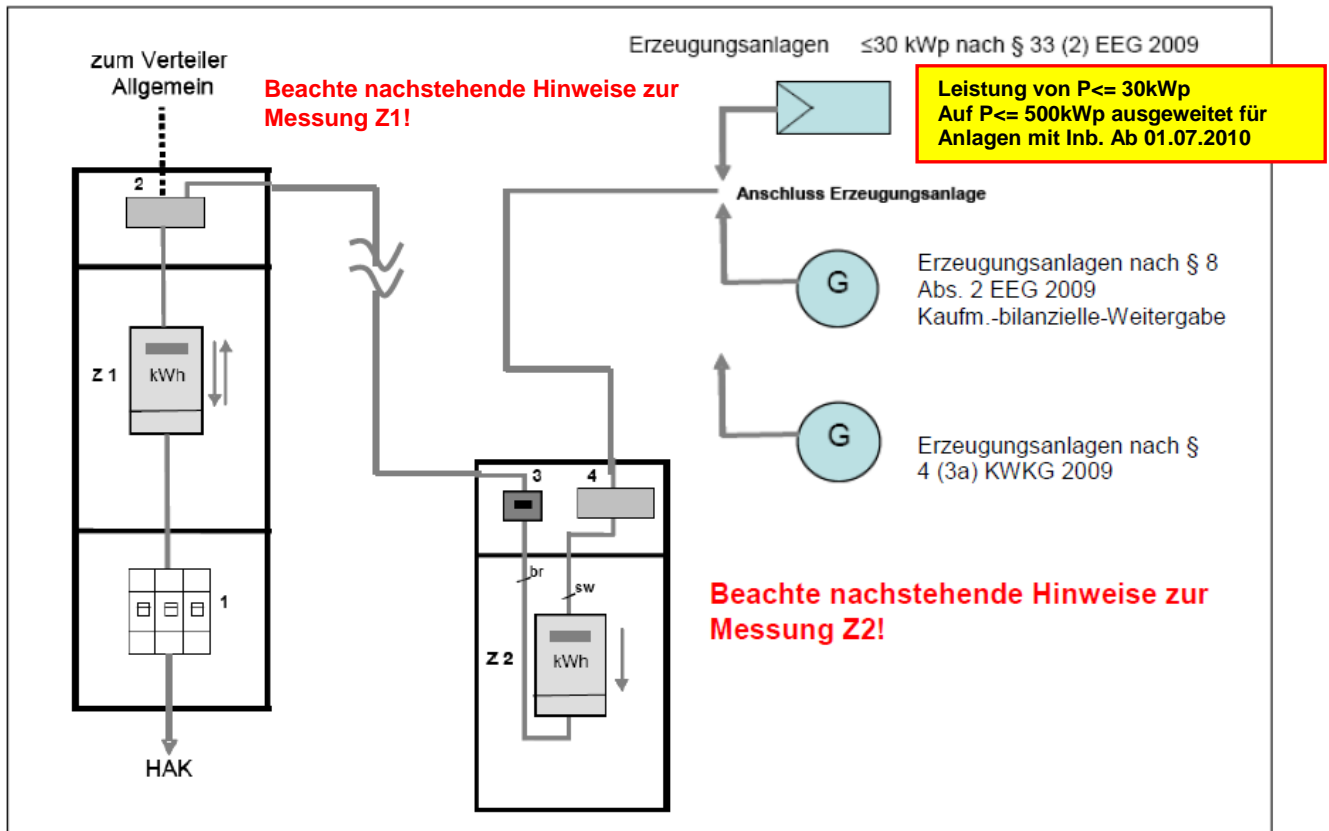 Erzeugungsanlagen ≤30 kWp nach § 33 (2) EEG 2009
zum Verteiler
Allgemein
Beachte nachstehende Hinweise zur
Messung Z1!
Leistung von P<= 30kWp
Auf P<= 500kWp ausgeweitet für
Anlagen mit Inb. Ab 01.07.2010
2
Anschluss Erzeugungsanlage
G
Erzeugungsanlagen nach § 8
Abs. 2 EEG 2009
Kaufm.-bilanzielle-Weitergabe
Z 1
kWh
G
Erzeugungsanlagen nach §
4 (3a) KWKG 2009
3
4
br
sw
1
Beachte nachstehende Hinweise zur
Messung Z2!
Z 2
kWh
HAK